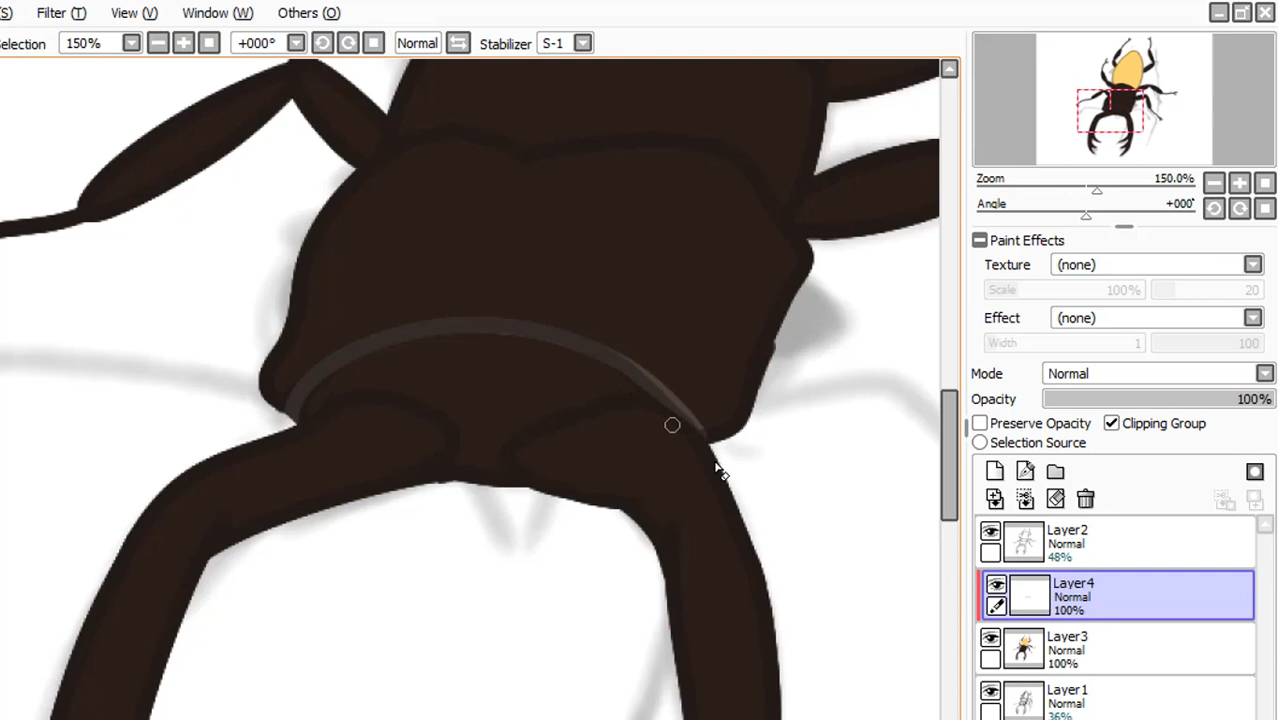 (S)
Filter (T)
View (V)
Window (W)
Others (O)
election
150%
+000°
Normal
Stabilizer
S-1
Zoom
150.0%
Angle
+000°
Paint Effects
Texture
(none)
Scale
100%
20
Effect
(none)
Width
1
100
Mode
Normal
Opacity
100%
Preserve Opacity
Clipping Group
Selection Source
Layer2
Normal
48%
Layer4
Normal
100%
Layer3
Normal
100%
Layer1
Normal
36%